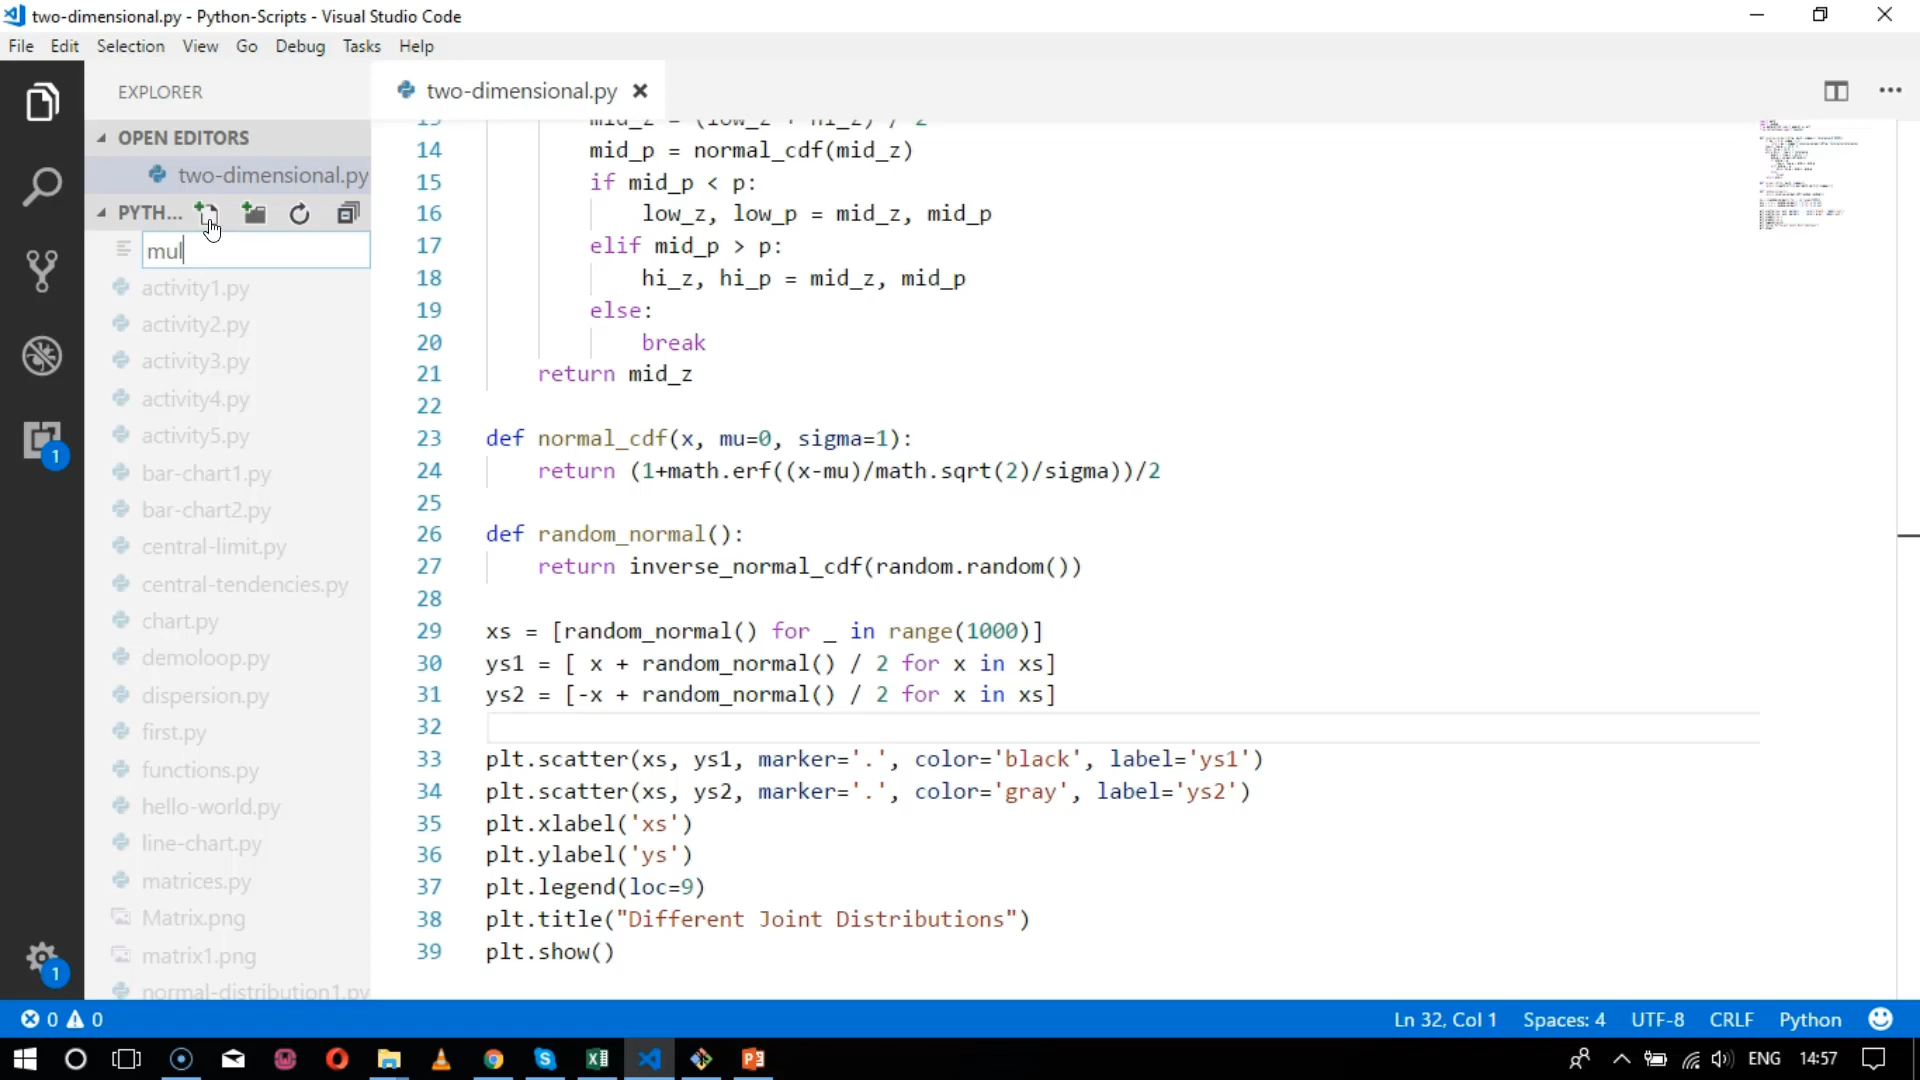 two-dimensional.py - Python-Scripts - Visual Studio Code
File Edit Selection View Go Debug Tasks Help
EXPLORER
OPEN EDITORS
two-dimensional.py
PYTH...
mul
activity1.py
activity2.py
activity3.py
activity4.py
activity5.py
bar-chart1.py
bar-chart2.py
central-limit.py
central-tendencies.py
chart.py
demoloop.py
dispersion.py
first.py
functions.py
hello-world.py
line-chart.py
matrices.py
Matrix.png
matrix1.png
normal-distribution1.py
1
1
two-dimensional.py
13 mid_z = (low_z + hi_z) / 2
14 mid_p = normal_cdf(mid_z)
15 if mid_p < p:
16 low_z, low_p = mid_z, mid_p
17 elif mid_p > p:
18 hi_z, hi_p = mid_z, mid_p
19 else:
20 break
21 return mid_z
22
23 def normal_cdf(x, mu=0, sigma=1):
24 return (1+math.erf((x-mu)/math.sqrt(2)/sigma))/2
25
26 def random_normal():
27 return inverse_normal_cdf(random.random())
28
29 xs = [random_normal() for _ in range(1000)]
30 ys1 = [ x + random_normal() / 2 for x in xs]
31 ys2 = [-x + random_normal() / 2 for x in xs]
32
33 plt.scatter(xs, ys1, marker='.', color='black', label='ys1')
34 plt.scatter(xs, ys2, marker='.', color='gray', label='ys2')
35 plt.xlabel('xs')
36 plt.ylabel('ys')
37 plt.legend(loc=9)
38 plt.title("Different Joint Distributions")
39 plt.show()
0 0 Ln 32, Col 1 Spaces: 4 UTF-8 CRLF Python
ENG 14:57